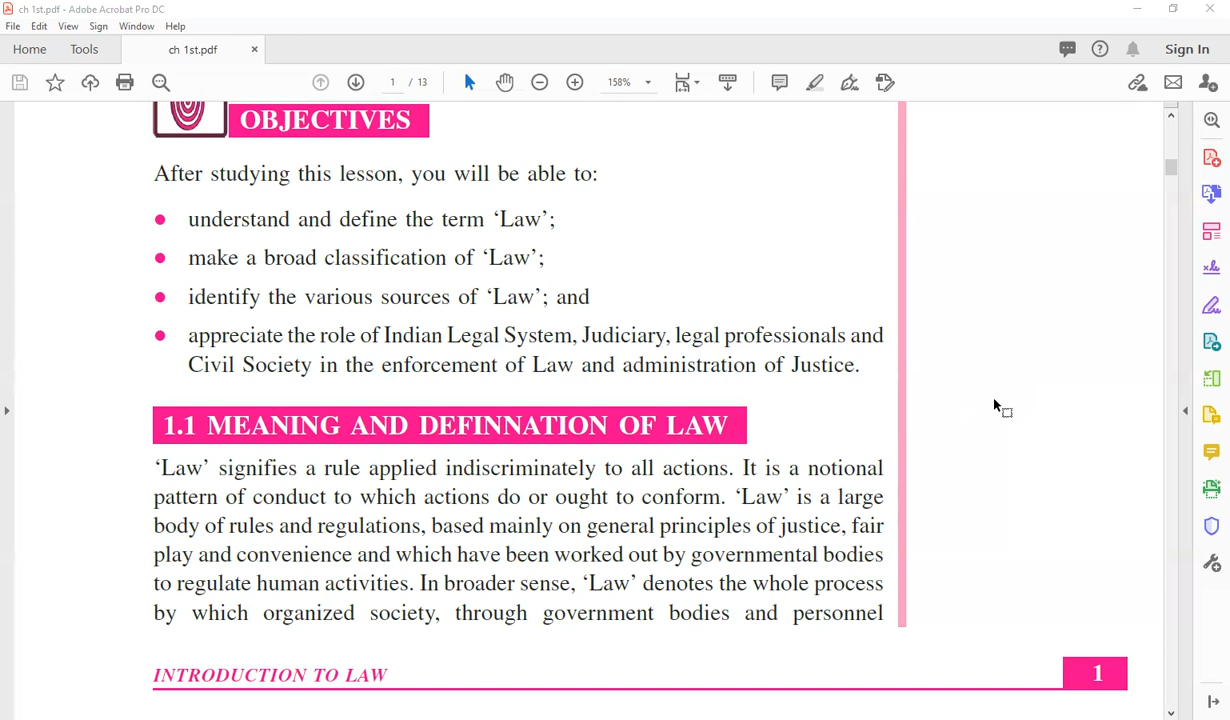 ch 1st.pdf - Adobe Acrobat Pro DC
File Edit View Sign Window Help
Home Tools ch 1st.pdf Sign In
1 / 13 158%
OBJECTIVES
After studying this lesson, you will be able to:
understand and define the term ‘Law’;
make a broad classification of ‘Law’;
identify the various sources of ‘Law’; and
appreciate the role of Indian Legal System, Judiciary, legal professionals and
Civil Society in the enforcement of Law and administration of Justice.
1.1 MEANING AND DEFINNATION OF LAW
‘Law’ signifies a rule applied indiscriminately to all actions. It is a notional
pattern of conduct to which actions do or ought to conform. ‘Law’ is a large
body of rules and regulations, based mainly on general principles of justice, fair
play and convenience and which have been worked out by governmental bodies
to regulate human activities. In broader sense, ‘Law’ denotes the whole process
by which organized society, through government bodies and personnel
INTRODUCTION TO LAW 1